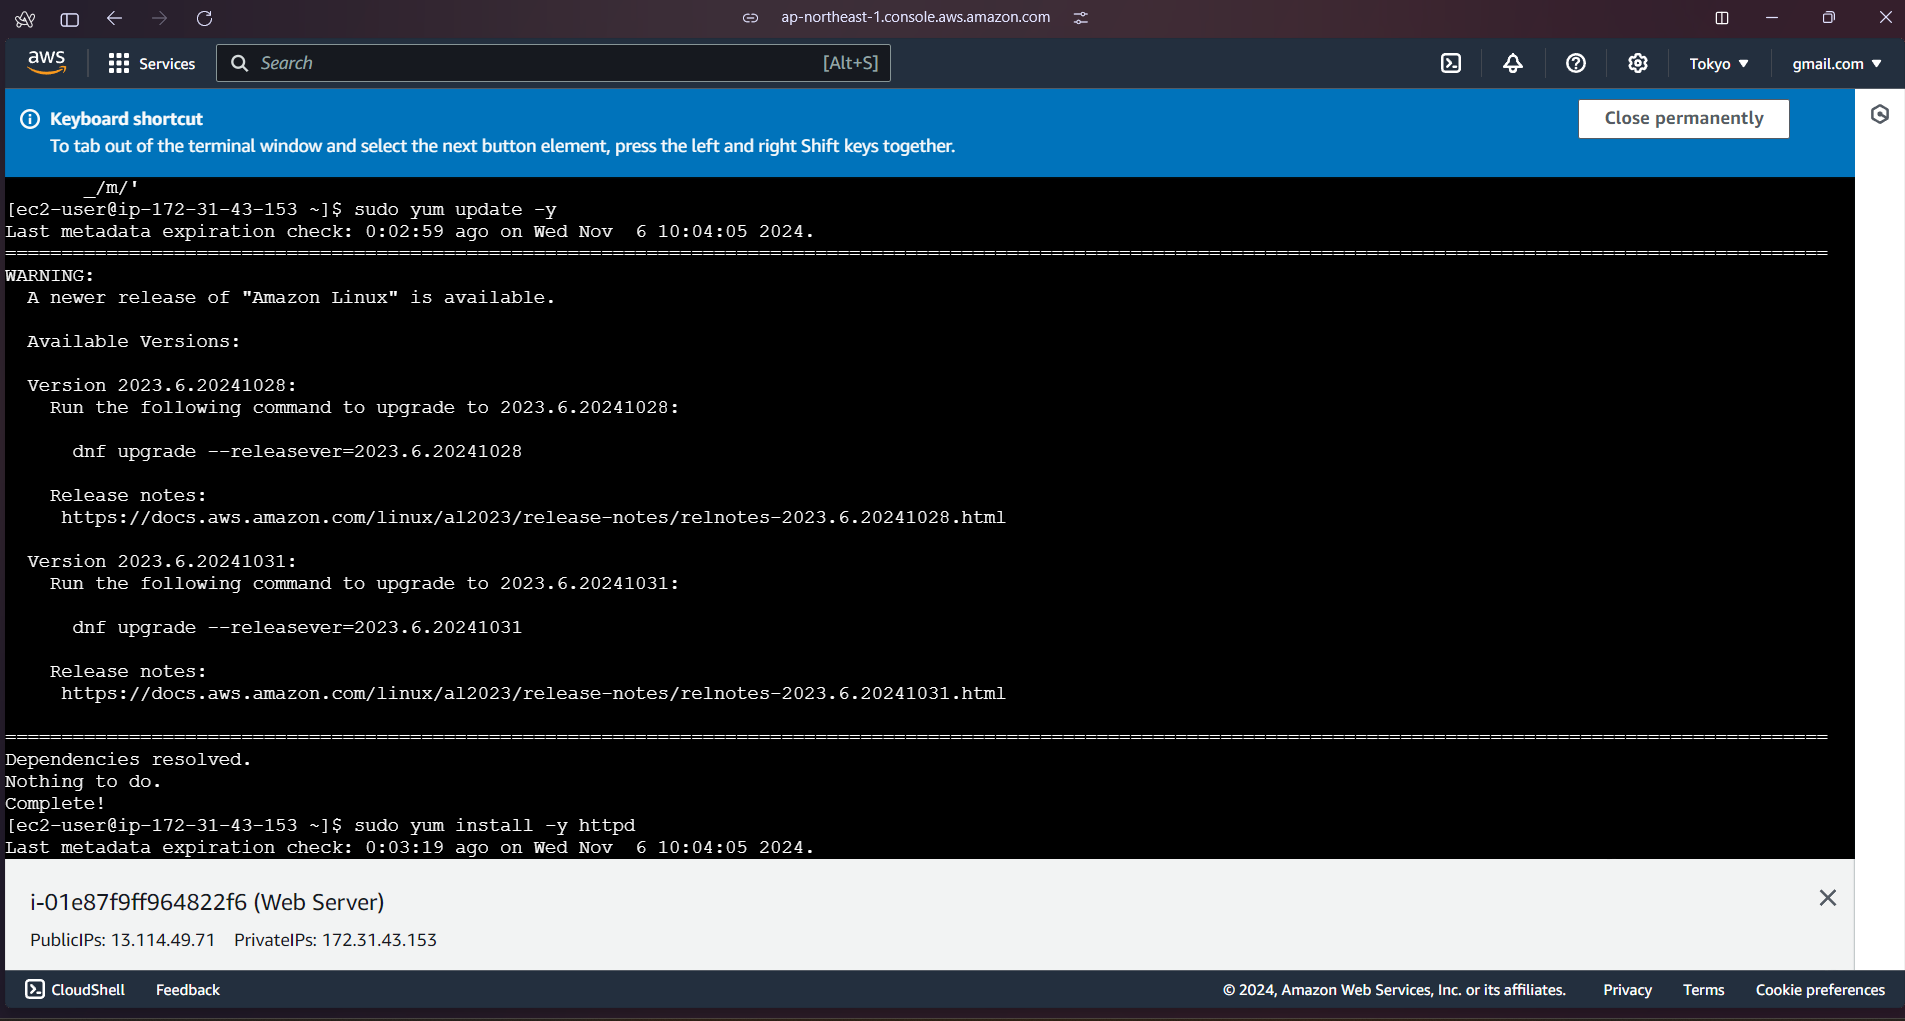 ap-northeast-1.console.aws.amazon.com
aws Services Search [Alt+S] Tokyo gmail.com
Keyboard shortcut
To tab out of the terminal window and select the next button element, press the left and right Shift keys together.
Close permanently
_/m/'
[ec2-user@ip-172-31-43-153 ~]$ sudo yum update -y
Last metadata expiration check: 0:02:59 ago on Wed Nov  6 10:04:05 2024.
==================================================================================================================================================================
WARNING:
  A newer release of "Amazon Linux" is available.
  Available Versions:
  Version 2023.6.20241028:
    Run the following command to upgrade to 2023.6.20241028:
      dnf upgrade --releasever=2023.6.20241028
    Release notes:
     https://docs.aws.amazon.com/linux/al2023/release-notes/relnotes-2023.6.20241028.html
  Version 2023.6.20241031:
    Run the following command to upgrade to 2023.6.20241031:
      dnf upgrade --releasever=2023.6.20241031
    Release notes:
     https://docs.aws.amazon.com/linux/al2023/release-notes/relnotes-2023.6.20241031.html
==================================================================================================================================================================
Dependencies resolved.
Nothing to do.
Complete!
[ec2-user@ip-172-31-43-153 ~]$ sudo yum install -y httpd
Last metadata expiration check: 0:03:19 ago on Wed Nov  6 10:04:05 2024.
i-01e87f9ff964822f6 (Web Server)
PublicIPs: 13.114.49.71 PrivateIPs: 172.31.43.153
CloudShell Feedback © 2024, Amazon Web Services, Inc. or its affiliates. Privacy Terms Cookie preferences